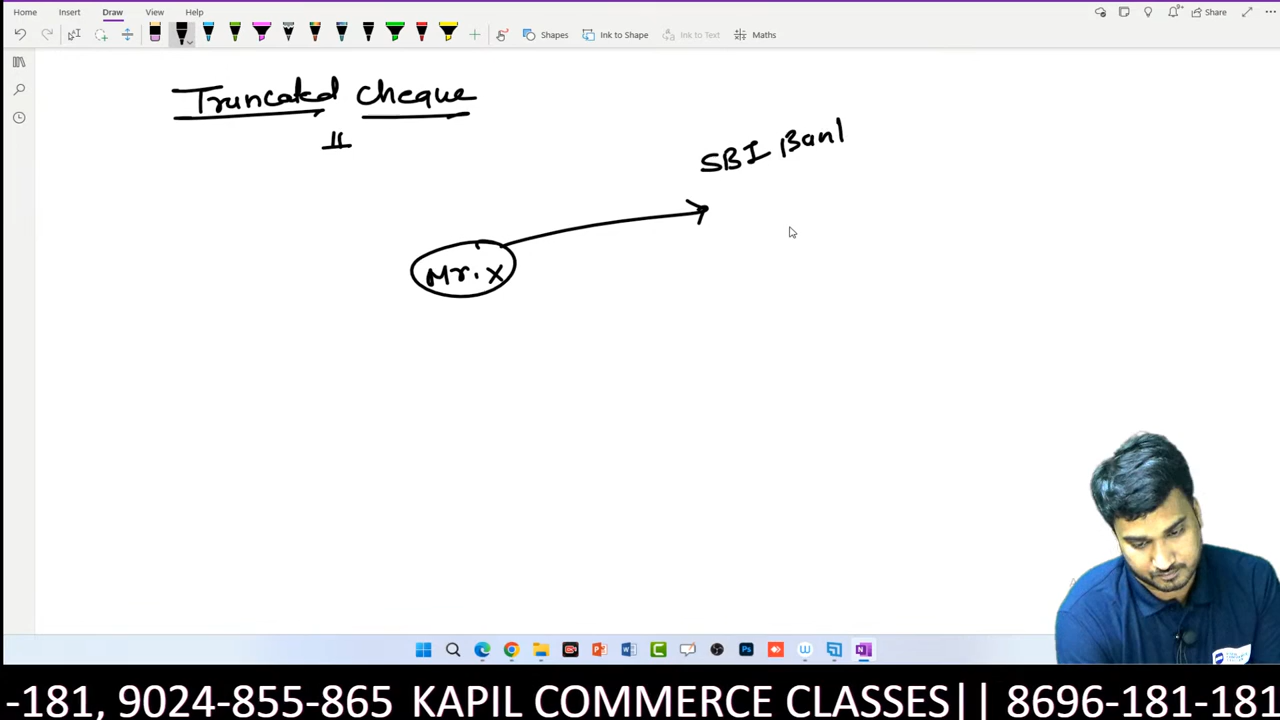 Home Insert Draw View Help Share
Shapes Ink to Shape Ink to Text Maths
Truncated cheque
SBI Banl
Mr. X
-181, 9024-855-865 KAPIL COMMERCE CLASSES|| 8696-181-181